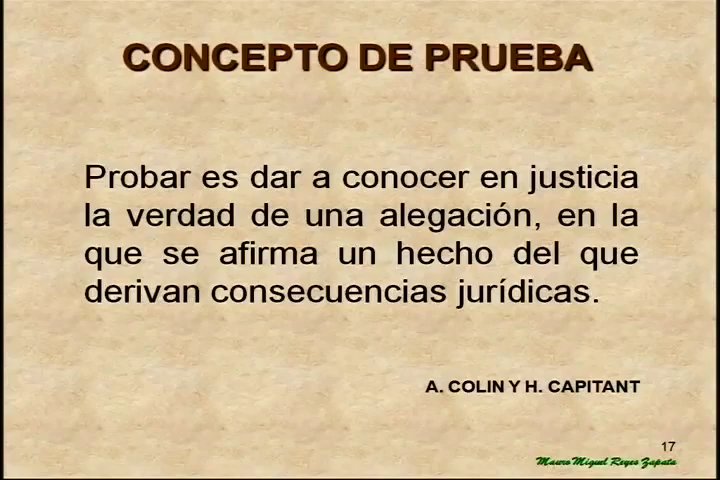 CONCEPTO DE PRUEBA
Probar es dar a conocer en justicia
la verdad de una alegación, en la
que se afirma un hecho del que
derivan consecuencias jurídicas.
A. COLIN Y H. CAPITANT
17
Mauro Miguel Reyes Zapata